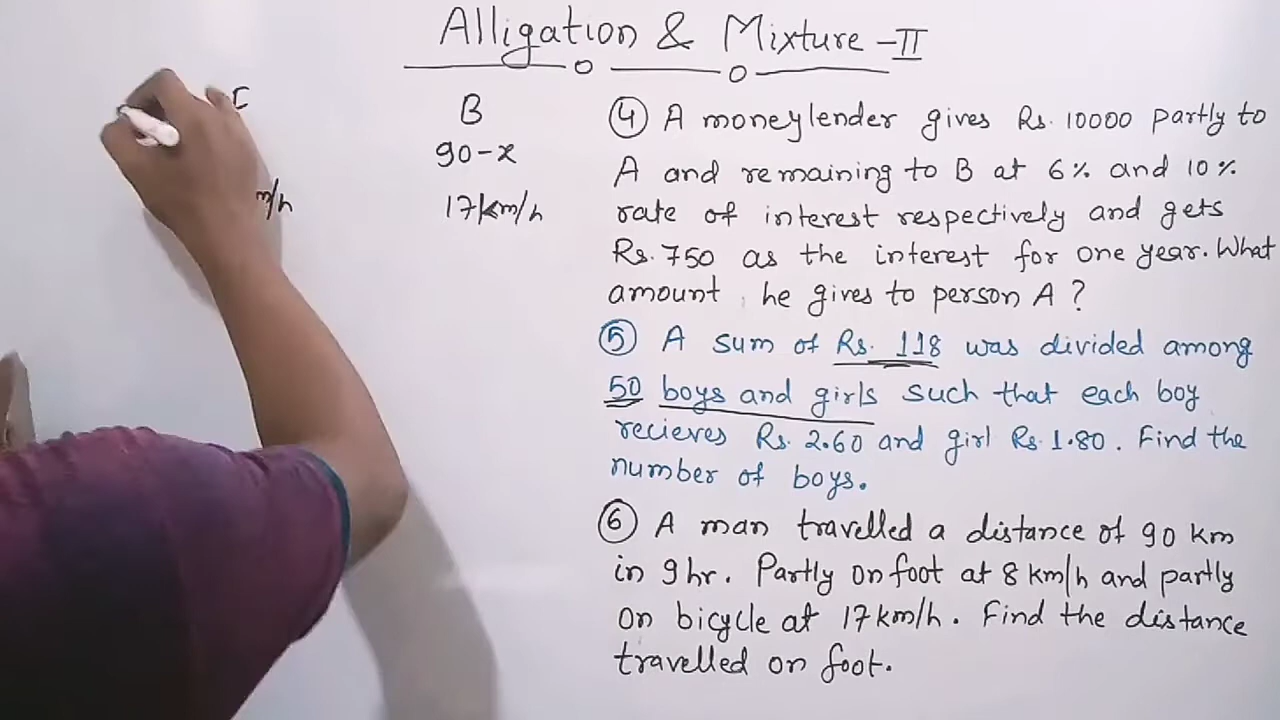 Alligation & Mixture -II
B
90-x
m/h
17km/h
④ A moneylender gives Rs. 10000 partly to
A and remaining to B at 6% and 10%
rate of interest respectively and gets
Rs. 750 as the interest for one year. What
amount he gives to person A ?
⑤ A sum of Rs. 118 was divided among
50 boys and girls such that each boy
recieves Rs. 2.60 and girl Rs. 1.80. Find the
number of boys.
⑥ A man travelled a distance of 90 km
in 9 hr. Partly on foot at 8 km/h and partly
on bicycle at 17 km/h. Find the distance
travelled on foot.